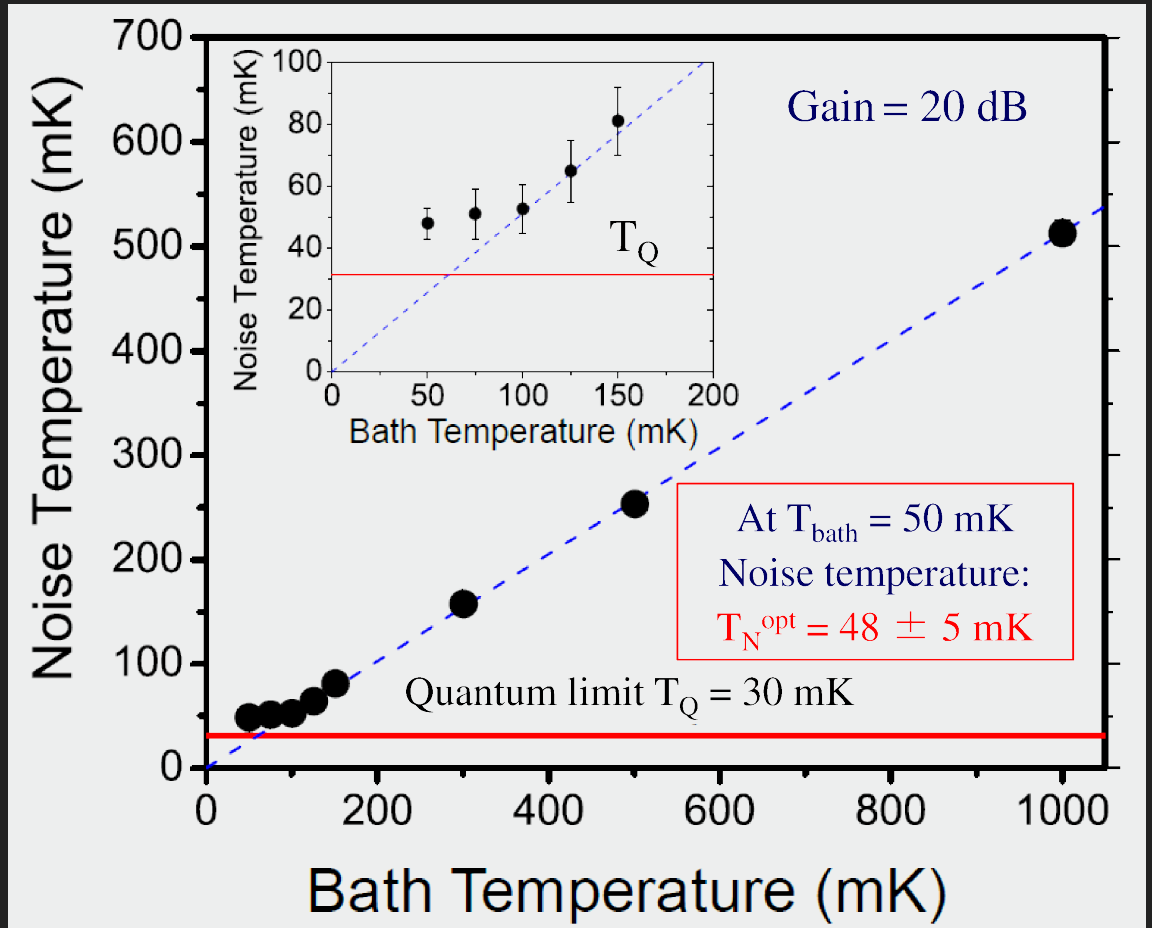 700
600
500
400
300
200
100
0
Noise Temperature (mK)
0
200
400
600
800
1000
Bath Temperature (mK)
100
80
60
40
20
0
Noise Temperature (mK)
0
50
100
150
200
Bath Temperature (mK)
T_Q
Gain = 20 dB
At T_bath = 50 mK
Noise temperature:
T_N^opt = 48 ± 5 mK
Quantum limit T_Q = 30 mK